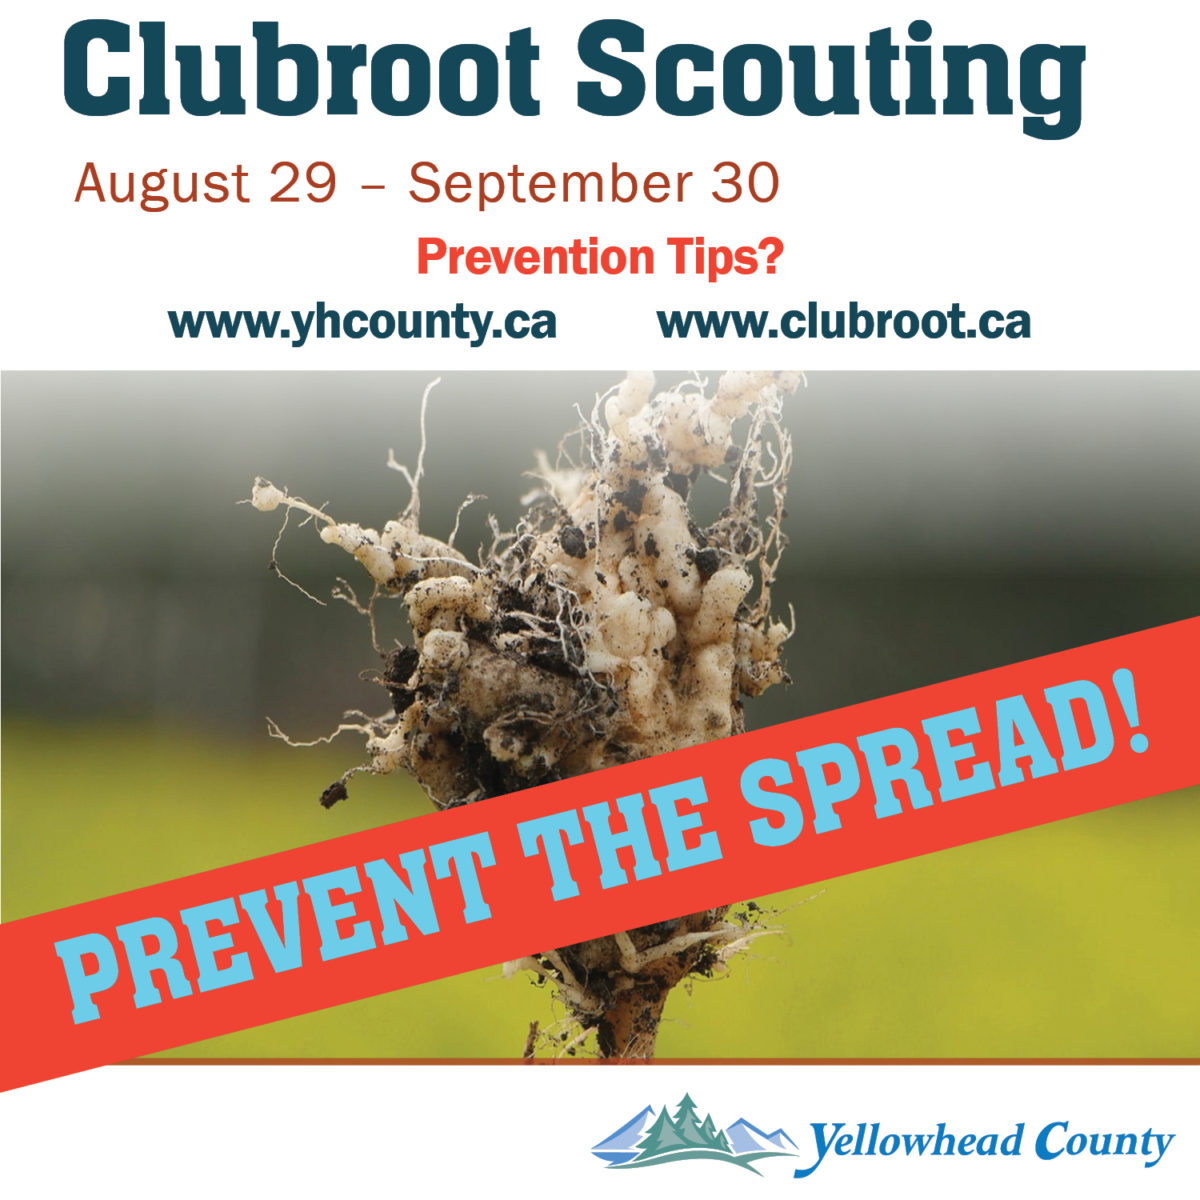 Clubroot Scouting
August 29 – September 30
Prevention Tips?
www.yhcounty.ca www.clubroot.ca
PREVENT THE SPREAD!
Yellowhead County